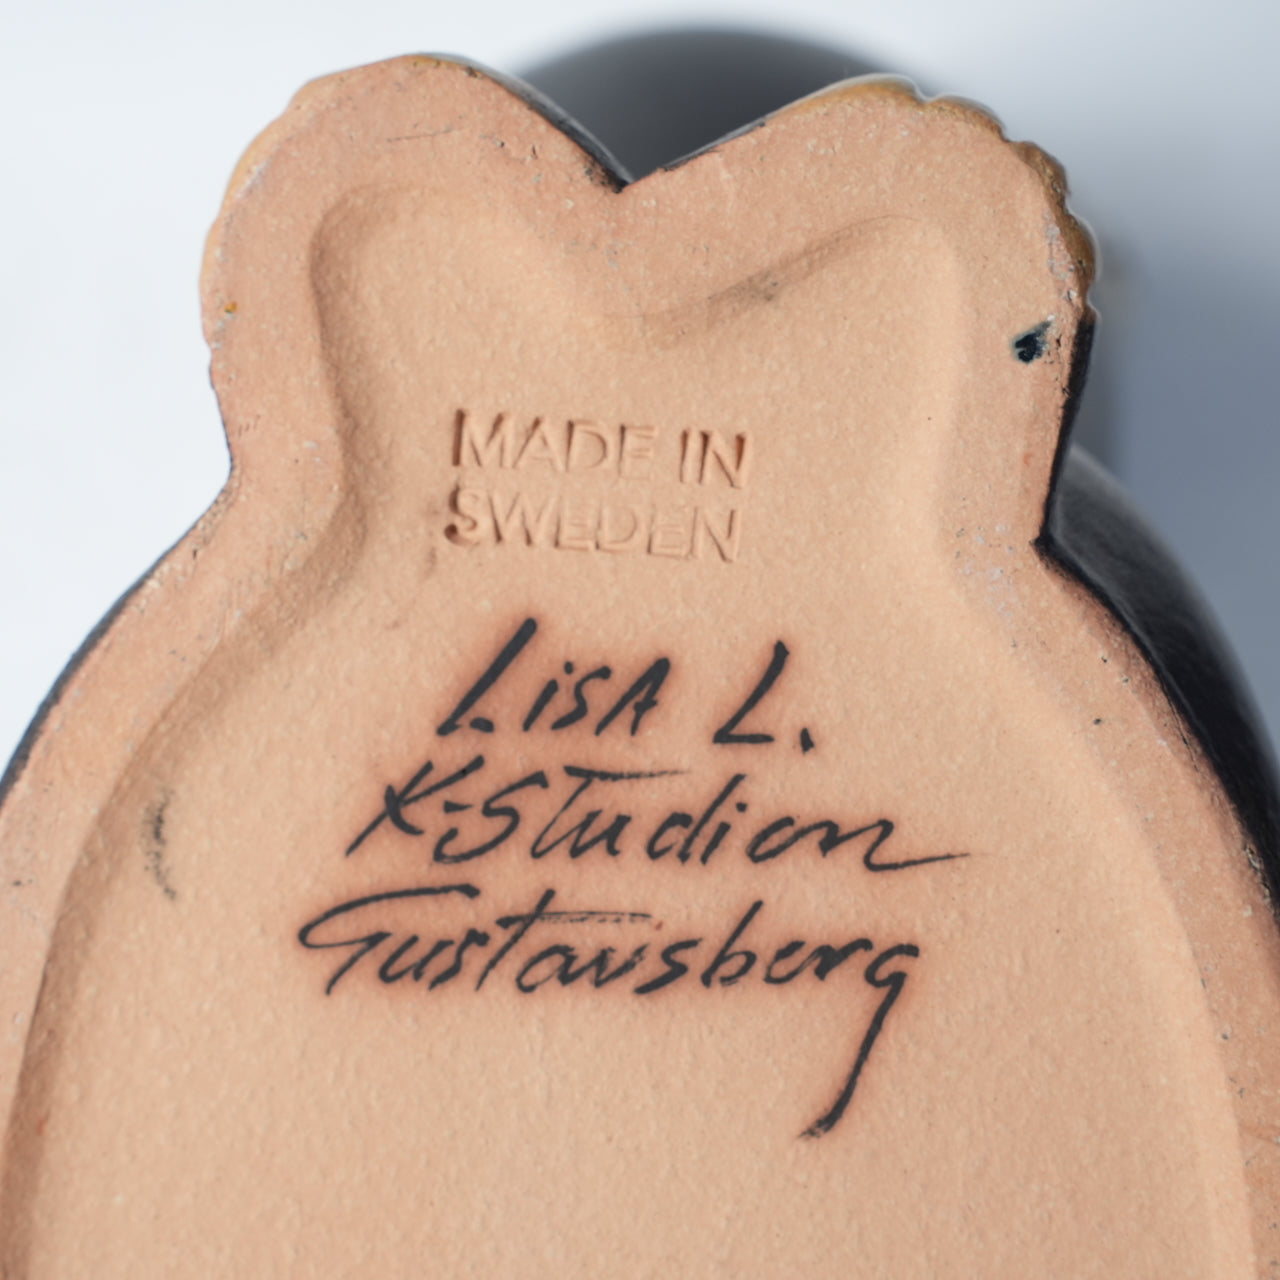 MADE IN
SWEDEN
LiSA L.
K-Studion
Gustavsberg